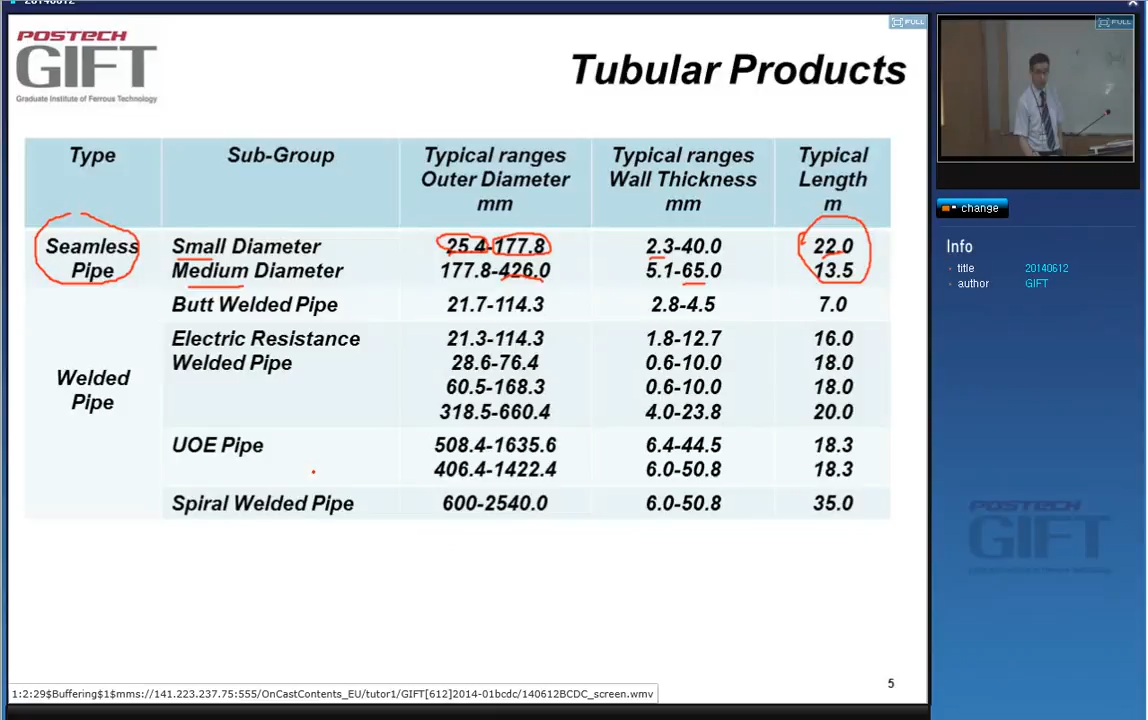 20140612
FULL
FULL
POSTECH
GIFT
Graduate Institute of Ferrous Technology
Tubular Products
Type Sub-Group Typical ranges Outer Diameter mm Typical ranges Wall Thickness mm Typical Length m
Seamless Pipe
Small Diameter 25.4-177.8 2.3-40.0 22.0
Medium Diameter 177.8-426.0 5.1-65.0 13.5
Welded Pipe
Butt Welded Pipe 21.7-114.3 2.8-4.5 7.0
Electric Resistance 21.3-114.3 1.8-12.7 16.0
Welded Pipe 28.6-76.4 0.6-10.0 18.0
60.5-168.3 0.6-10.0 18.0
318.5-660.4 4.0-23.8 20.0
UOE Pipe 508.4-1635.6 6.4-44.5 18.3
406.4-1422.4 6.0-50.8 18.3
Spiral Welded Pipe 600-2540.0 6.0-50.8 35.0
5
change
Info
title 20140612
author GIFT
POSTECH
GIFT
1:2:29$Buffering$1$mms://141.223.237.75:555/OnCastContents_EU/tutor1/GIFT[612]2014-01bcdc/140612BCDC_screen.wmv